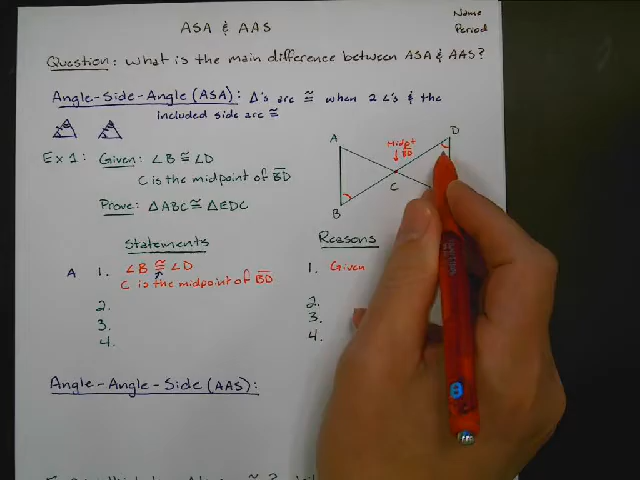 ASA & AAS
Name
Period
Question: What is the main difference between ASA & AAS?
Angle-Side-Angle (ASA): Δ's are ≅ when 2 ∠'s & the
included side are ≅
Ex 1: Given: ∠B ≅ ∠D
C is the midpoint of BD
Prove: ΔABC ≅ ΔEDC
A
D
Midpt
BD
C
B
Statements
Reasons
A 1. ∠B ≅ ∠D
C is the midpoint of BD
1. Given
2.
2.
3.
3.
4.
4.
Angle-Angle-Side (AAS):